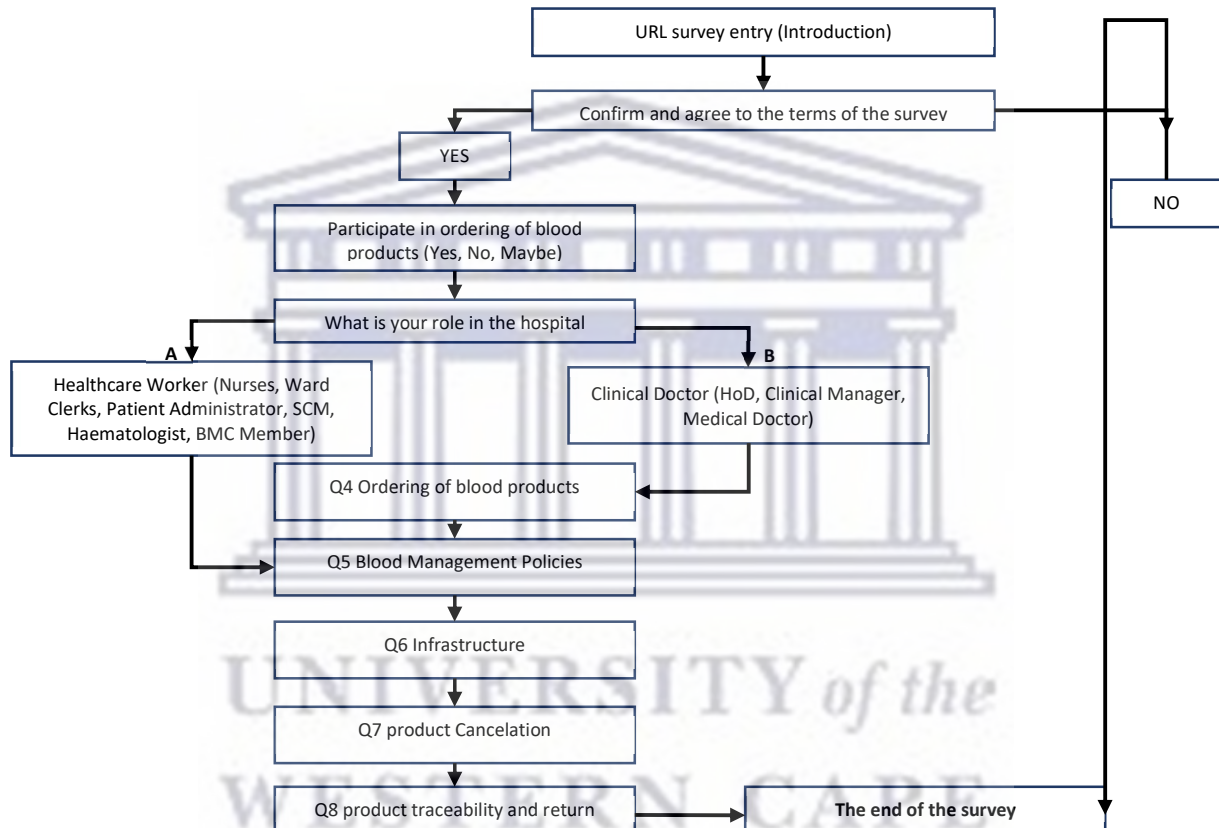 URL survey entry (Introduction)
Confirm and agree to the terms of the survey
YES
NO
Participate in ordering of blood
products (Yes, No, Maybe)
What is your role in the hospital
A
B
Healthcare Worker (Nurses, Ward
Clerks, Patient Administrator, SCM,
Haematologist, BMC Member)
Clinical Doctor (HoD, Clinical Manager,
Medical Doctor)
Q4 Ordering of blood products
Q5 Blood Management Policies
Q6 Infrastructure
UNIVERSITY of the
Q7 product Cancelation
WESTERN CAPE
Q8 product traceability and return
The end of the survey